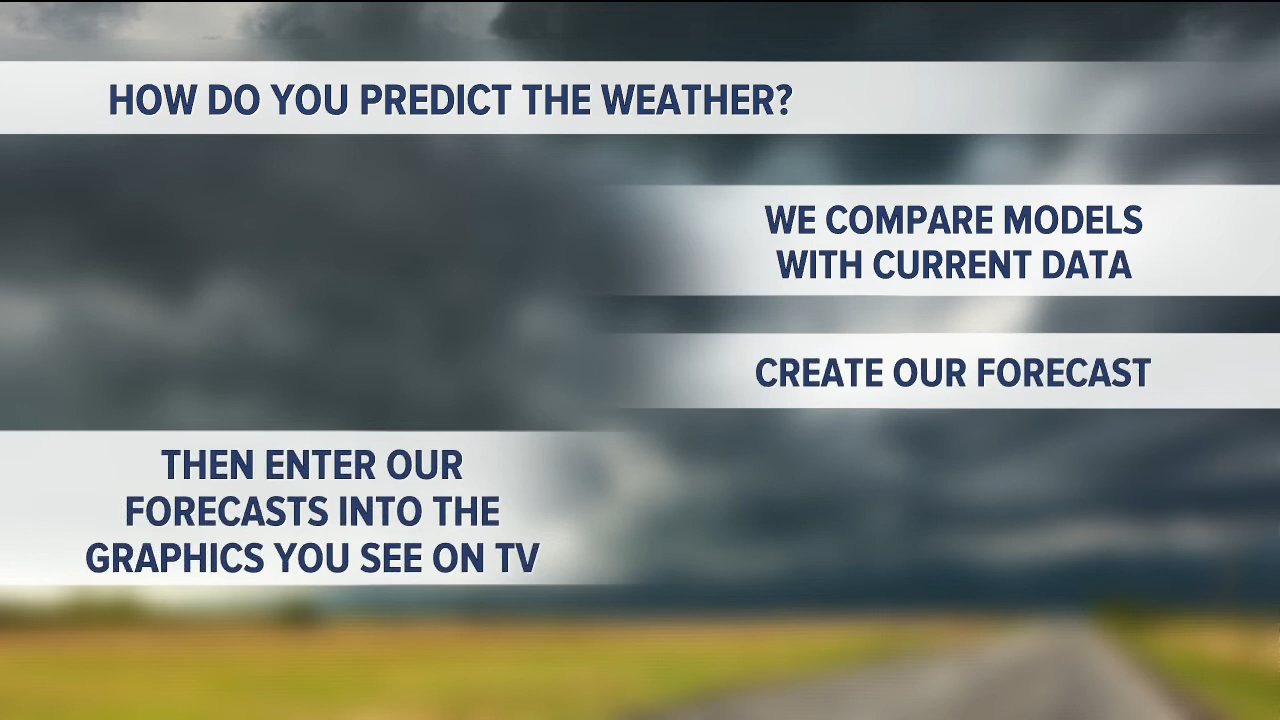 HOW DO YOU PREDICT THE WEATHER?
WE COMPARE MODELS
WITH CURRENT DATA
CREATE OUR FORECAST
THEN ENTER OUR
FORECASTS INTO THE
GRAPHICS YOU SEE ON TV